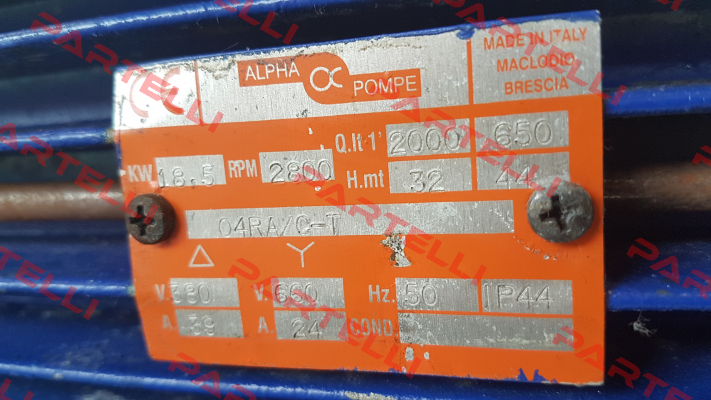 ALPHA POMPE
MADE IN ITALY
MACLODIO
BRESCIA
KW 18.5 RPM 2800 Q.lt-1' 2000 650
H.mt 32 44
04RA/C-T
△ Y
V. 380 V. 660 Hz. 50 IP44
A. 39 A. 24 COND.
PARTELLI